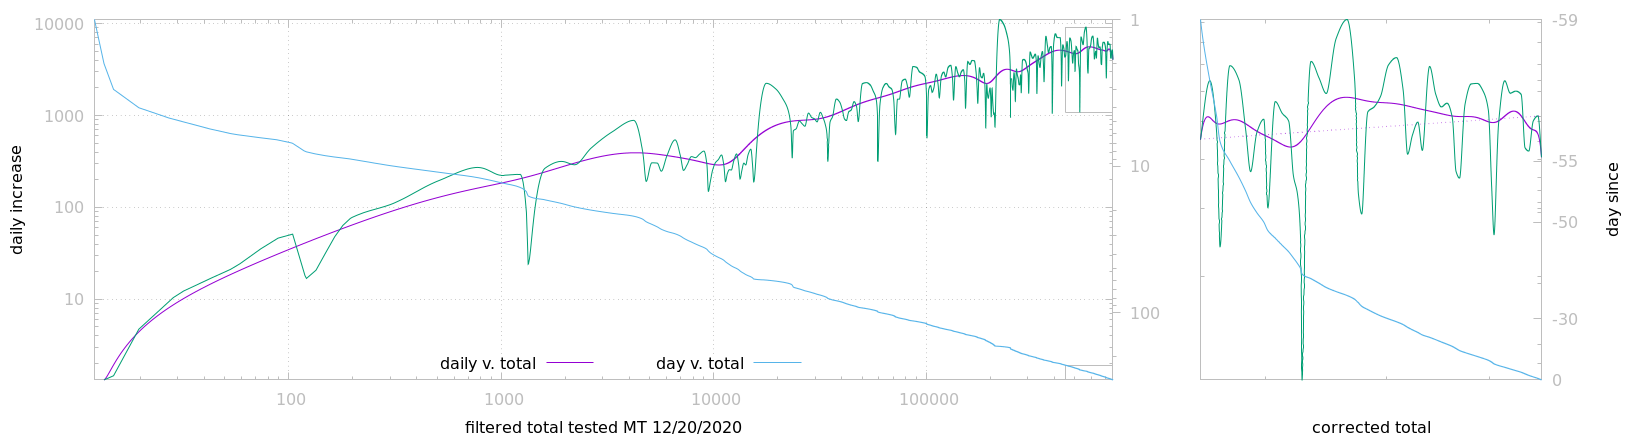 10000
1000
100
10
daily increase
daily v. total
day v. total
100
1000
10000
100000
filtered total tested MT 12/20/2020
1
10
100
-59
-55
-50
-30
0
day since
corrected total